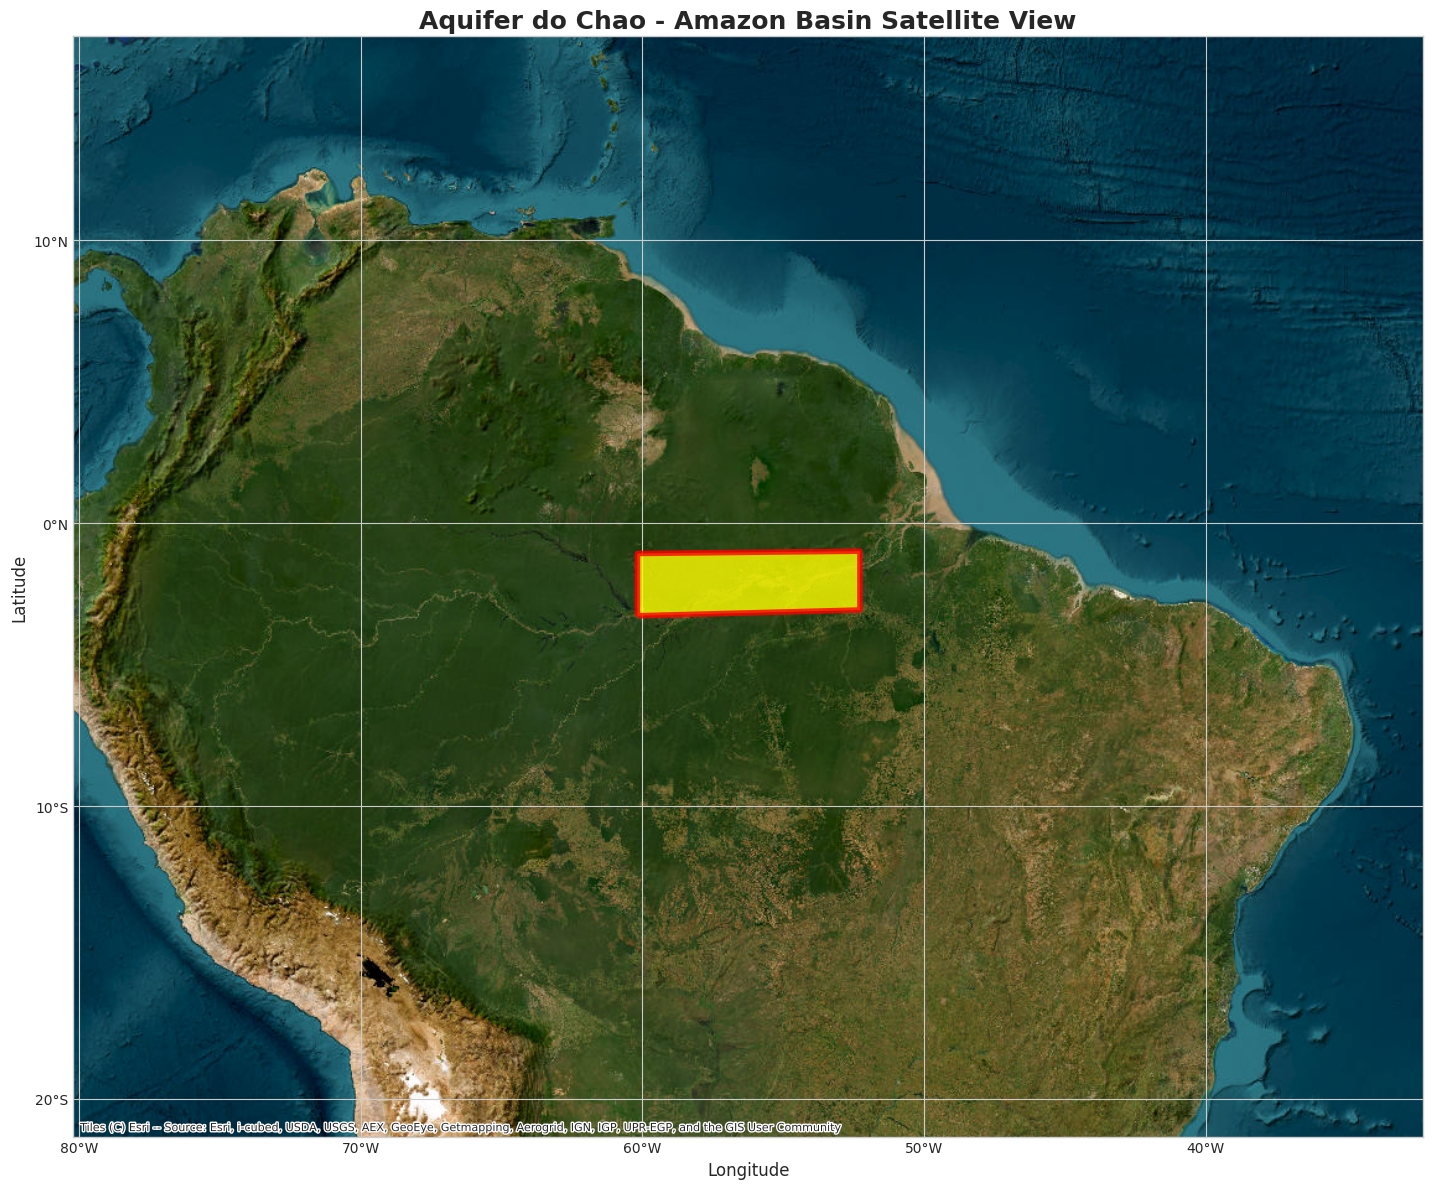 Aquifer do Chao - Amazon Basin Satellite View
10°N
0°N
10°S
20°S
Latitude
Tiles (C) Esri -- Source: Esri, i-cubed, USDA, USGS, AEX, GeoEye, Getmapping, Aerogrid, IGN, IGP, UPR-EGP, and the GIS User Community
80°W 70°W 60°W 50°W 40°W
Longitude